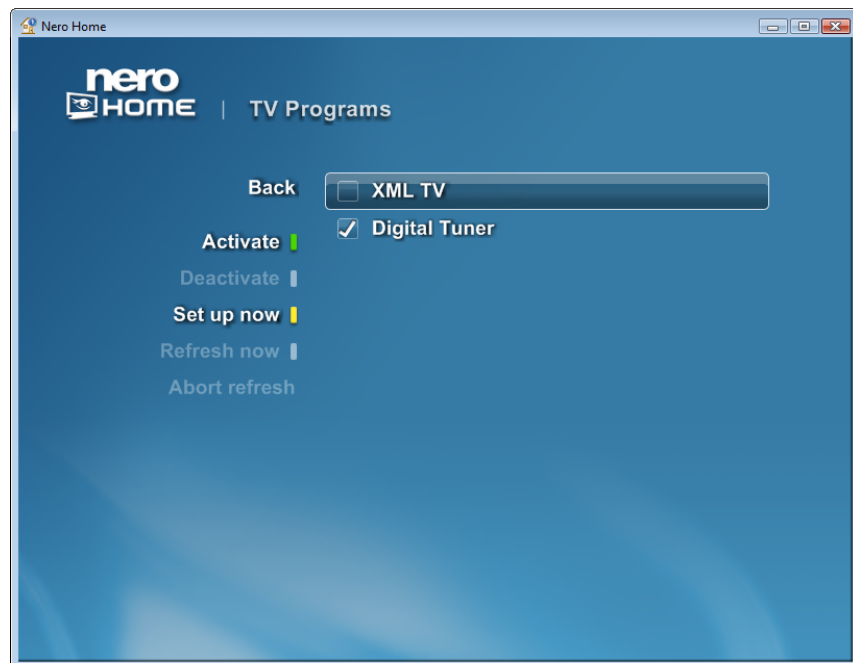 Nero Home
nero
HOME | TV Programs
Back
XML TV
Activate
Digital Tuner
Deactivate
Set up now
Refresh now
Abort refresh